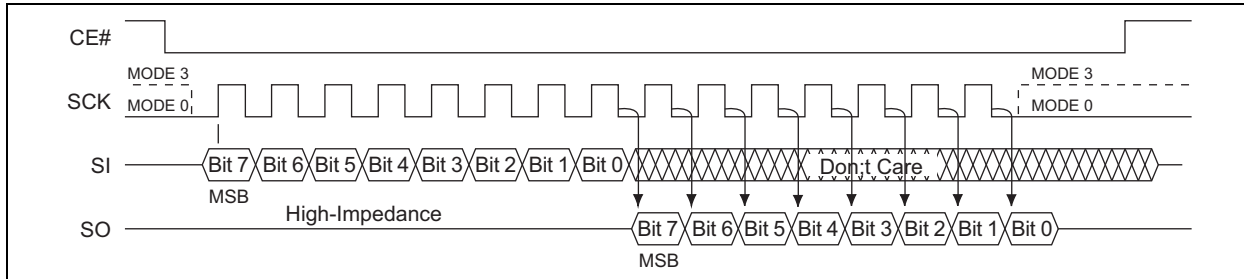 CE#
MODE 3
MODE 3
SCK
MODE 0
MODE 0
SI
Bit 7 Bit 6 Bit 5 Bit 4 Bit 3 Bit 2 Bit 1 Bit 0
Don;t Care
MSB
High-Impedance
SO
Bit 7 Bit 6 Bit 5 Bit 4 Bit 3 Bit 2 Bit 1 Bit 0
MSB